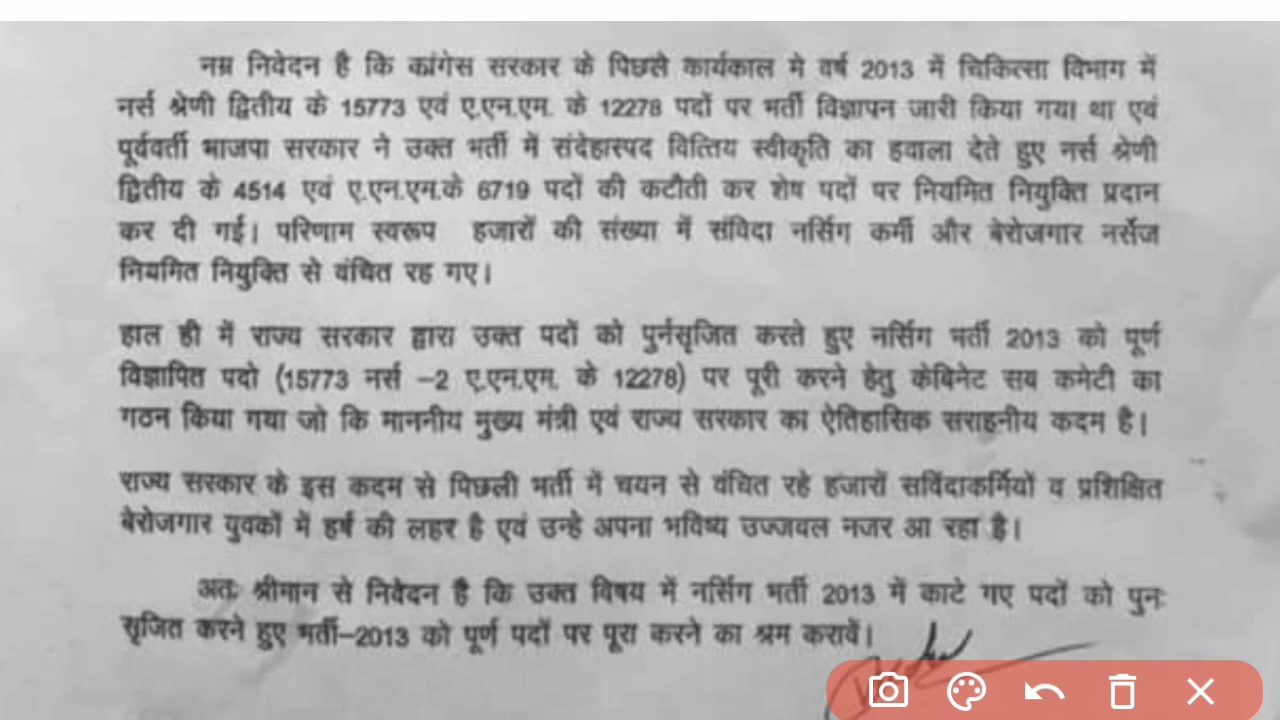 नम्र निवेदन है कि कांगेस सरकार के पिछले कार्यकाल मे वर्ष 2013 में चिकित्सा विभाग में
नर्स श्रेणी द्वितीय के 15773 एवं ए.एन.एम. के 12278 पदों पर भर्ती विज्ञापन जारी किया गया था एवं
पूर्ववर्ती भाजपा सरकार ने उक्त भर्ती में संदेहास्पद वित्तिय स्वीकृति का हवाला देते हुए नर्स श्रेणी
द्वितीय के 4514 एवं ए.एन.एम.के 6719 पदों की कटौती कर शेष पदों पर नियमित नियुक्ति प्रदान
कर दी गई। परिणाम स्वरूप हजारों की संख्या में संविदा नर्सिग कर्मी और बेरोजगार नर्सेज
नियमित नियुक्ति से वंचित रह गए।
हाल ही में राज्य सरकार द्वारा उक्त पदों को पुर्नसृजित करते हुए नर्सिग भर्ती 2013 को पूर्ण
विज्ञापित पदो (15773 नर्स –2 ए.एन.एम. के 12278) पर पूरी करने हेतु केबिनेट सब कमेटी का
गठन किया गया जो कि माननीय मुख्य मंत्री एवं राज्य सरकार का ऐतिहासिक सराहनीय कदम है।
राज्य सरकार के इस कदम से पिछली भर्ती में चयन से वंचित रहे हजारों सविंदाकर्मियों व प्रशिक्षित
बेरोजगार युवकों में हर्ष की लहर है एवं उन्हे अपना भविष्य उज्जवल नजर आ रहा है।
अतः श्रीमान से निवेदन है कि उक्त विषय में नर्सिग भर्ती 2013 में काटे गए पदों को पुनः
सृजित करने हुए भर्ती–2013 को पूर्ण पदों पर पूरा करने का श्रम करावें।